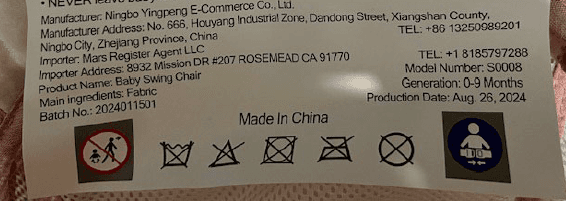 • NEVER leave
Manufacturer: Ningbo Yingpeng E-Commerce Co., Ltd.
Manufacturer Address: No. 666, Houyang Industrial Zone, Dandong Street, Xiangshan County,
Ningbo City, Zhejiang Province, China
TEL: +86 13250989201
Importer: Mars Register Agent LLC
Importer Address: 8932 Mission DR #207 ROSEMEAD CA 91770
TEL: +1 8185797288
Product Name: Baby Swing Chair
Model Number: S0008
Main ingredients: Fabric
Generation: 0-9 Months
Batch No.: 2024011501
Production Date: Aug. 26, 2024
Made In China